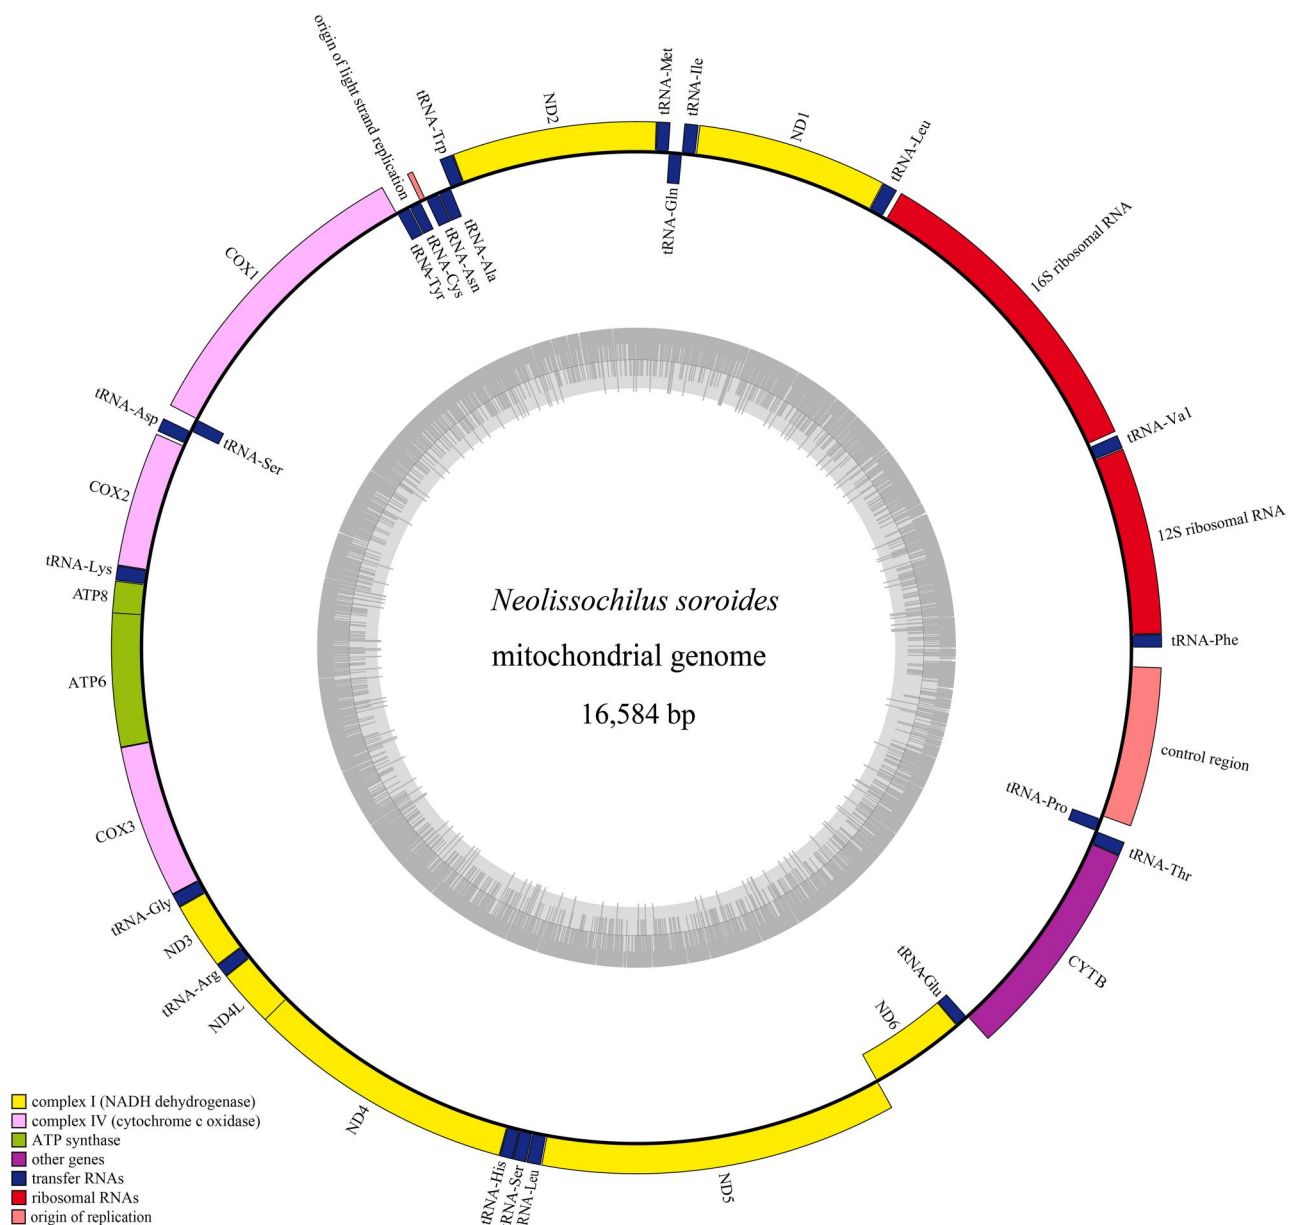 Neolissochilus soroides
mitochondrial genome
16,584 bp
tRNA-Met
tRNA-Ile
ND1
tRNA-Leu
16S ribosomal RNA
tRNA-Va1
12S ribosomal RNA
tRNA-Phe
control region
tRNA-Pro
tRNA-Thr
CYTB
tRNA-Glu
ND6
ND5
RNA-Leu
RNA-Ser
tRNA-His
ND4
ND4L
tRNA-Arg
ND3
tRNA-Gly
COX3
ATP6
ATP8
tRNA-Lys
COX2
tRNA-Asp
tRNA-Ser
COX1
tRNA-Tyr
tRNA-Cys
tRNA-Asn
tRNA-Ala
origin of light strand replication
tRNA-Trp
ND2
tRNA-Gln
complex I (NADH dehydrogenase)
complex IV (cytochrome c oxidase)
ATP synthase
other genes
transfer RNAs
ribosomal RNAs
origin of replication